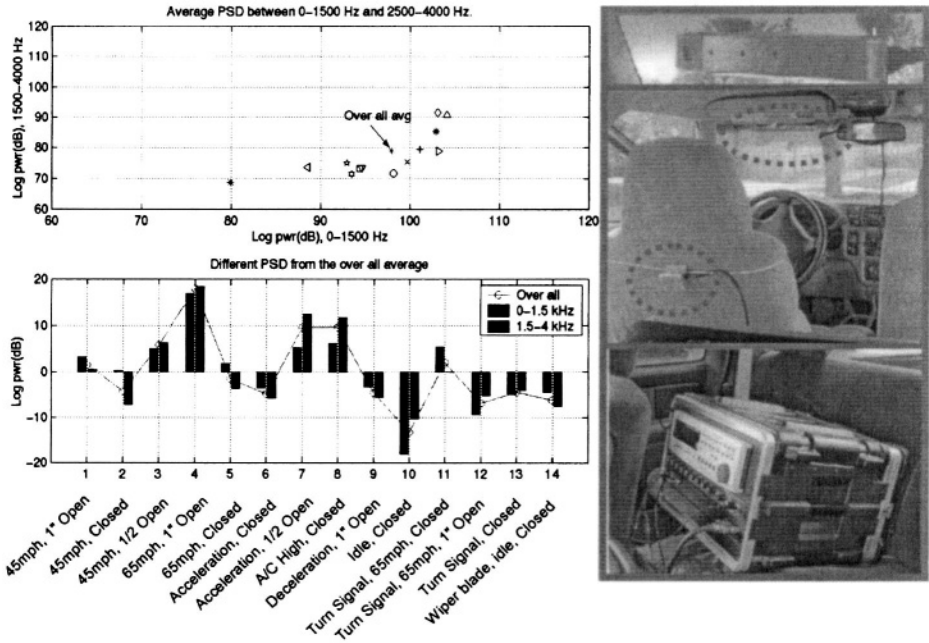 Average PSD between 0–1500 Hz and 2500–4000 Hz.
Log pwr(dB), 1500–4000 Hz
120
110
100
90
80
70
60
Over all avg
60 70 80 90 100 110 120
Log pwr(dB), 0–1500 Hz
Different PSD from the over all average
Log pwr(dB)
20
10
0
−10
−20
Over all
0–1.5 kHz
1.5–4 kHz
1 2 3 4 5 6 7 8 9 10 11 12 13 14
45mph, 1" Open
45mph, Closed
45mph, 1/2 Open
65mph, 1" Open
65mph, Closed
Acceleration, Closed
Acceleration, 1/2 Open
A/C High, Closed
Deceleration, 1" Open
Idle, Closed
Turn Signal, 65mph, Closed
Turn Signal, 65mph, 1" Open
Turn Signal, Closed
Wiper blade, idle, Closed